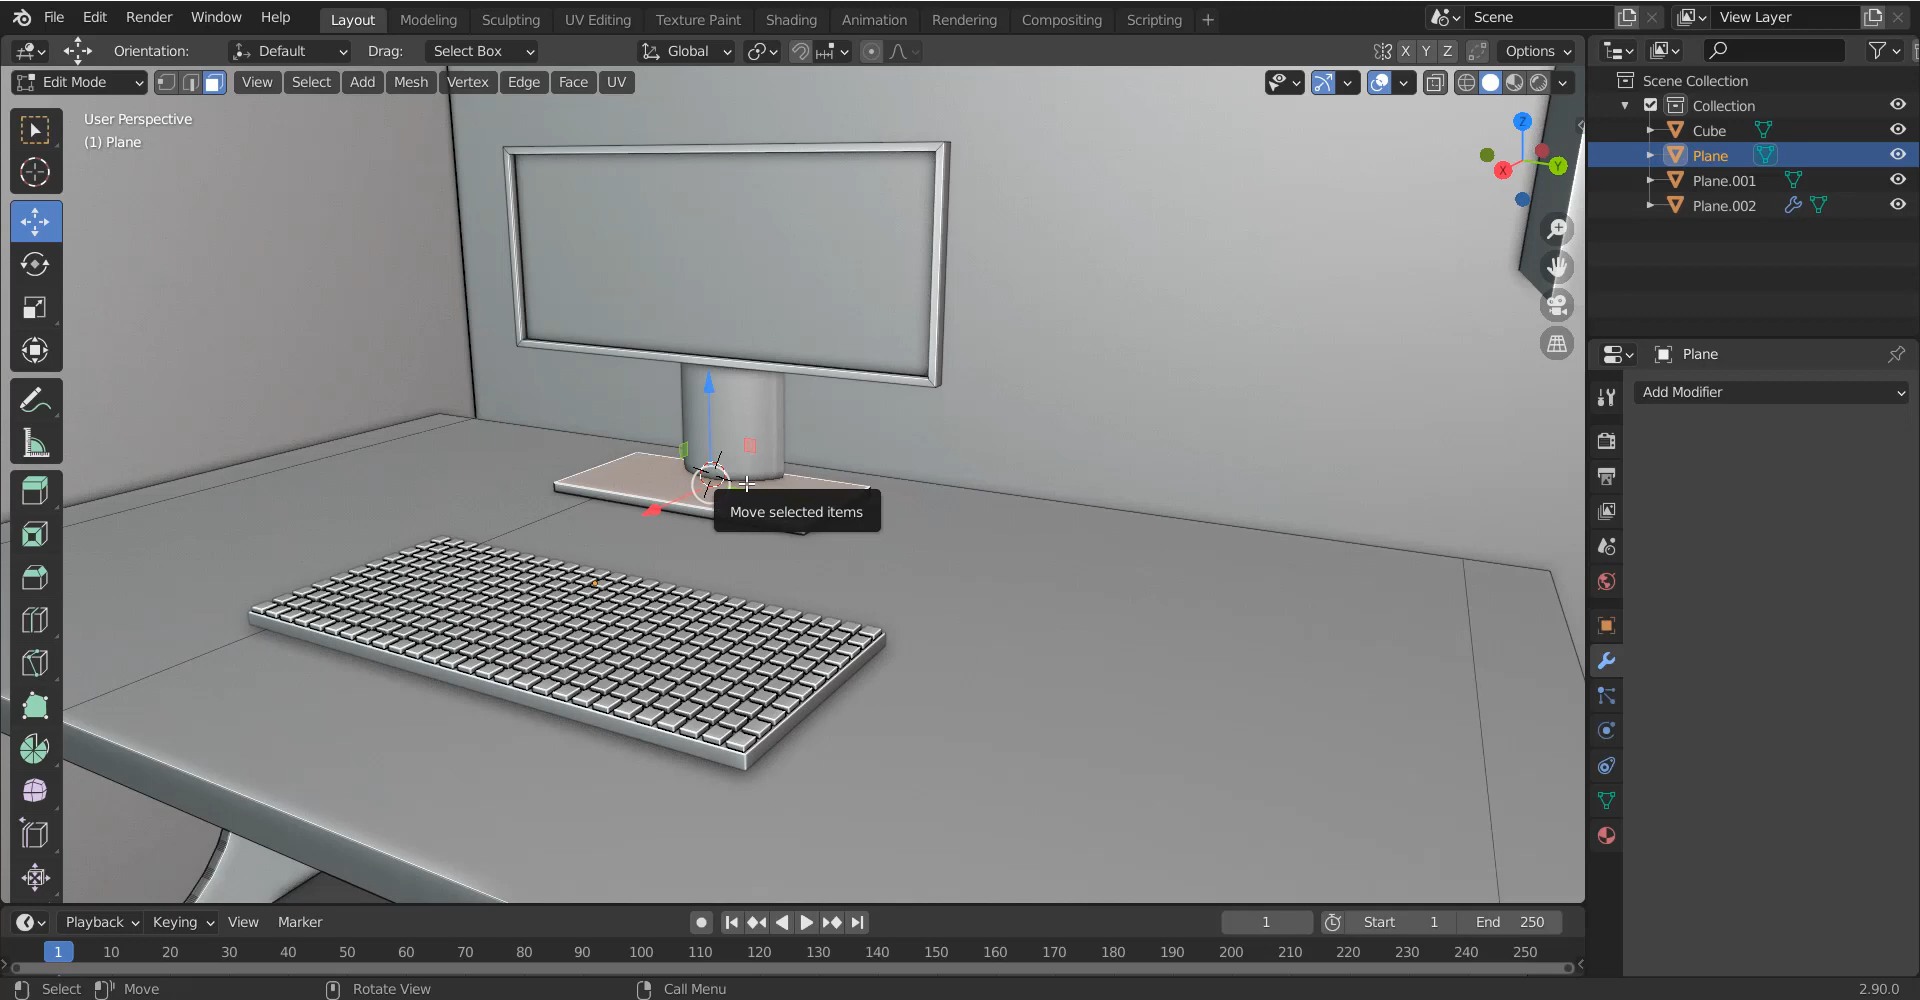 File Edit Render Window Help Layout Modeling Sculpting UV Editing Texture Paint Shading Animation Rendering Compositing Scripting + Scene View Layer
Orientation: Default Drag: Select Box Global X Y Z Options
Edit Mode View Select Add Mesh Vertex Edge Face UV
User Perspective
(1) Plane
Z
X
Y
Move selected items
Scene Collection
Collection
Cube
Plane
Plane.001
Plane.002
Plane
Add Modifier
Playback Keying View Marker 1 Start 1 End 250
1 10 20 30 40 50 60 70 80 90 100 110 120 130 140 150 160 170 180 190 200 210 220 230 240 250
Select Move Rotate View Call Menu 2.90.0